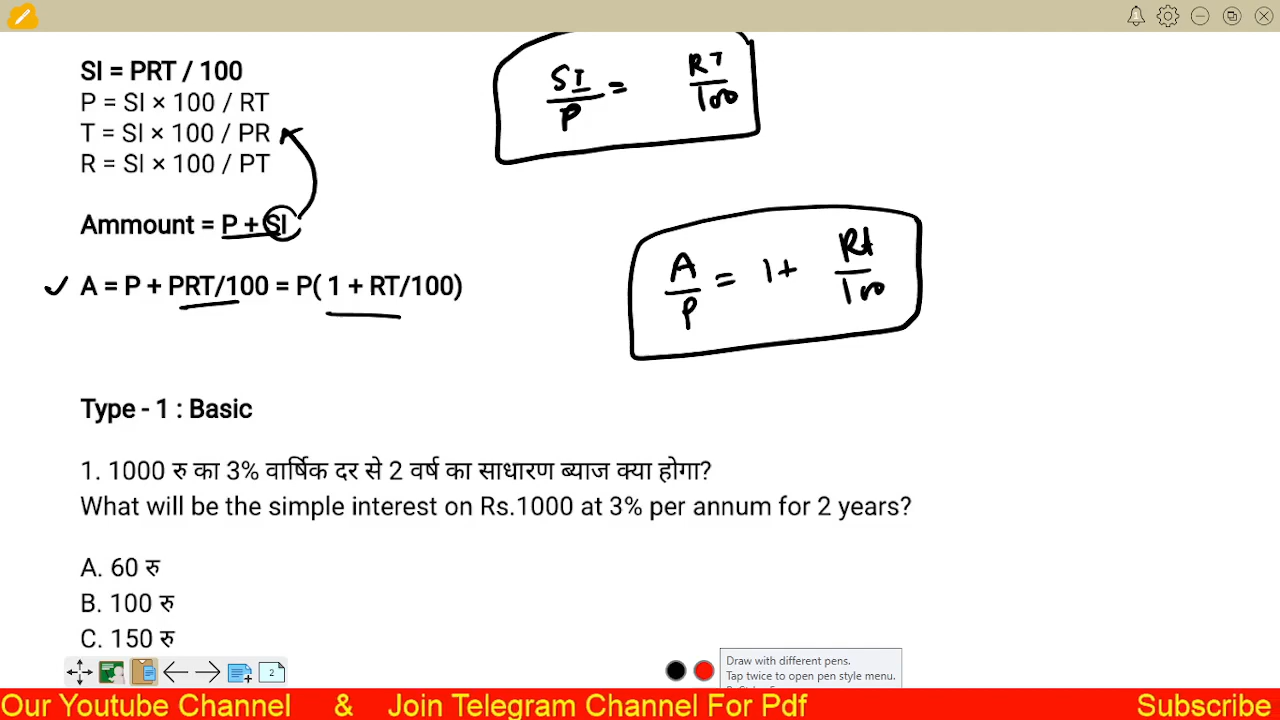 SI = PRT / 100
P = SI × 100 / RT
T = SI × 100 / PR
R = SI × 100 / PT
SI/P = RT/100
Ammount = P + SI
A = P + PRT/100 = P( 1 + RT/100)
A/P = 1 + Rt/100
Type - 1 : Basic
1. 1000 रु का 3% वार्षिक दर से 2 वर्ष का साधारण ब्याज क्या होगा?
What will be the simple interest on Rs.1000 at 3% per annum for 2 years?
A. 60 रु
B. 100 रु
C. 150 रु
2
Draw with different pens.
Tap twice to open pen style menu.
Our Youtube Channel & Join Telegram Channel For Pdf Subscribe